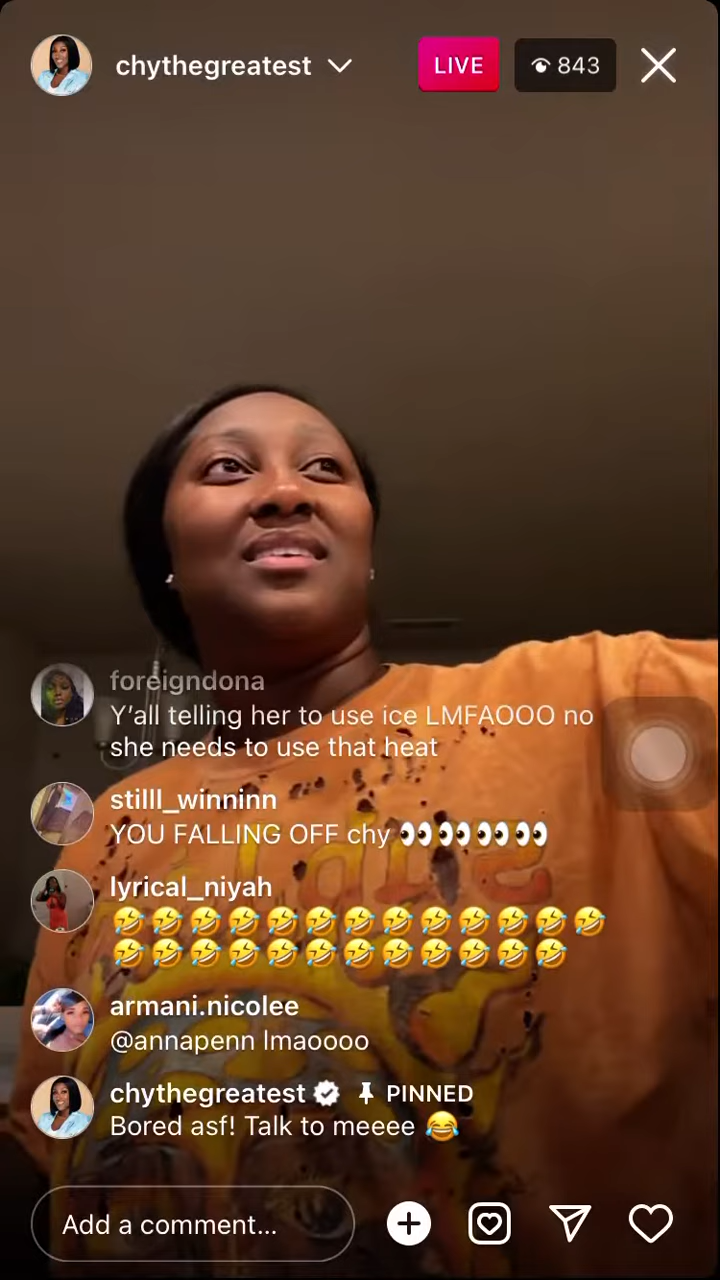 chythegreatest
LIVE
843
foreigndona
Y'all telling her to use ice LMFAOOO no
she needs to use that heat
stilll_winninn
YOU FALLING OFF chy 👀👀👀👀
lyrical_niyah
🤣🤣🤣🤣🤣🤣🤣🤣🤣🤣🤣🤣🤣
🤣🤣🤣🤣🤣🤣🤣🤣🤣🤣🤣🤣
armani.nicolee
@annapenn lmaoooo
chythegreatest PINNED
Bored asf! Talk to meeee 😂
Add a comment...